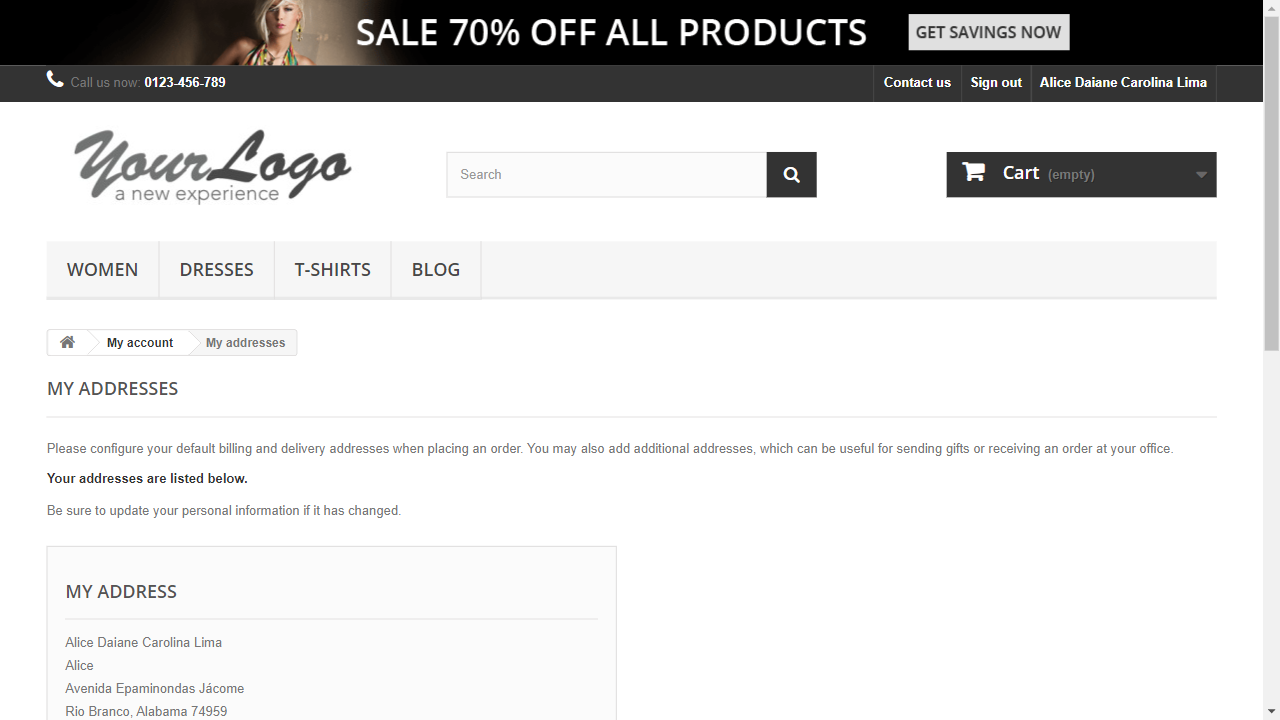 SALE 70% OFF ALL PRODUCTS GET SAVINGS NOW
Call us now: 0123-456-789 Contact us Sign out Alice Daiane Carolina Lima
YourLogo
a new experience
Search
Cart (empty)
WOMEN DRESSES T-SHIRTS BLOG
My account My addresses
MY ADDRESSES
Please configure your default billing and delivery addresses when placing an order. You may also add additional addresses, which can be useful for sending gifts or receiving an order at your office.
Your addresses are listed below.
Be sure to update your personal information if it has changed.
MY ADDRESS
Alice Daiane Carolina Lima
Alice
Avenida Epaminondas Jácome
Rio Branco, Alabama 74959